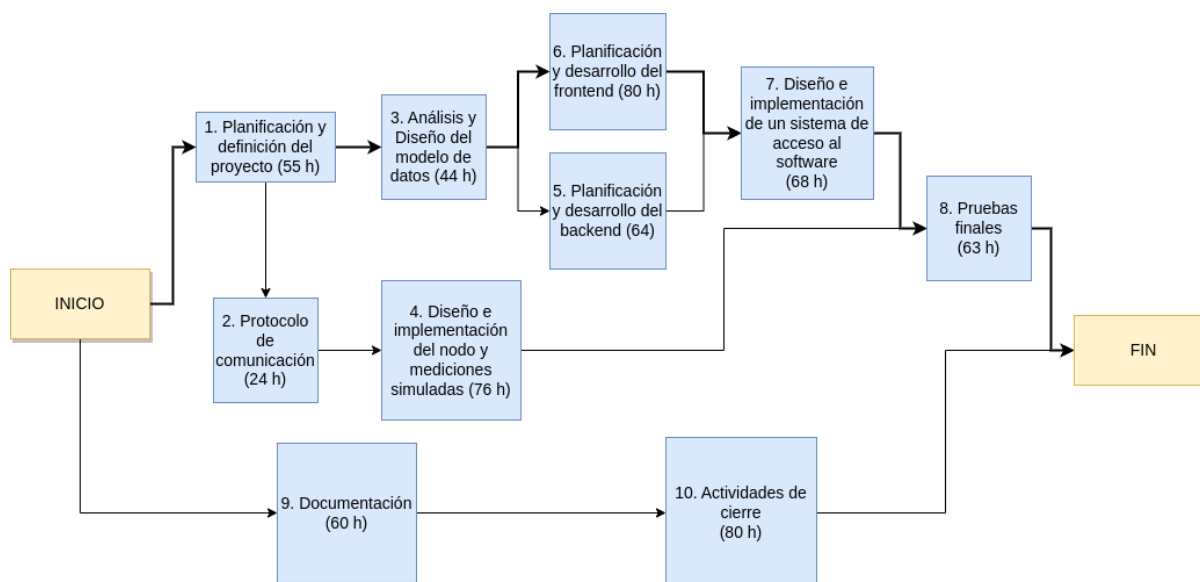 INICIO
1. Planificación y
definición del
proyecto (55 h)
2. Protocolo
de
comunicación
(24 h)
3. Análisis y
Diseño del
modelo de
datos (44 h)
4. Diseño e
implementación
del nodo y
mediciones
simuladas (76 h)
6. Planificación
y desarrollo del
frontend (80 h)
5. Planificación
y desarrollo del
backend (64)
7. Diseño e
implementación
de un sistema de
acceso al
software
(68 h)
8. Pruebas
finales
(63 h)
FIN
9. Documentación
(60 h)
10. Actividades de
cierre
(80 h)